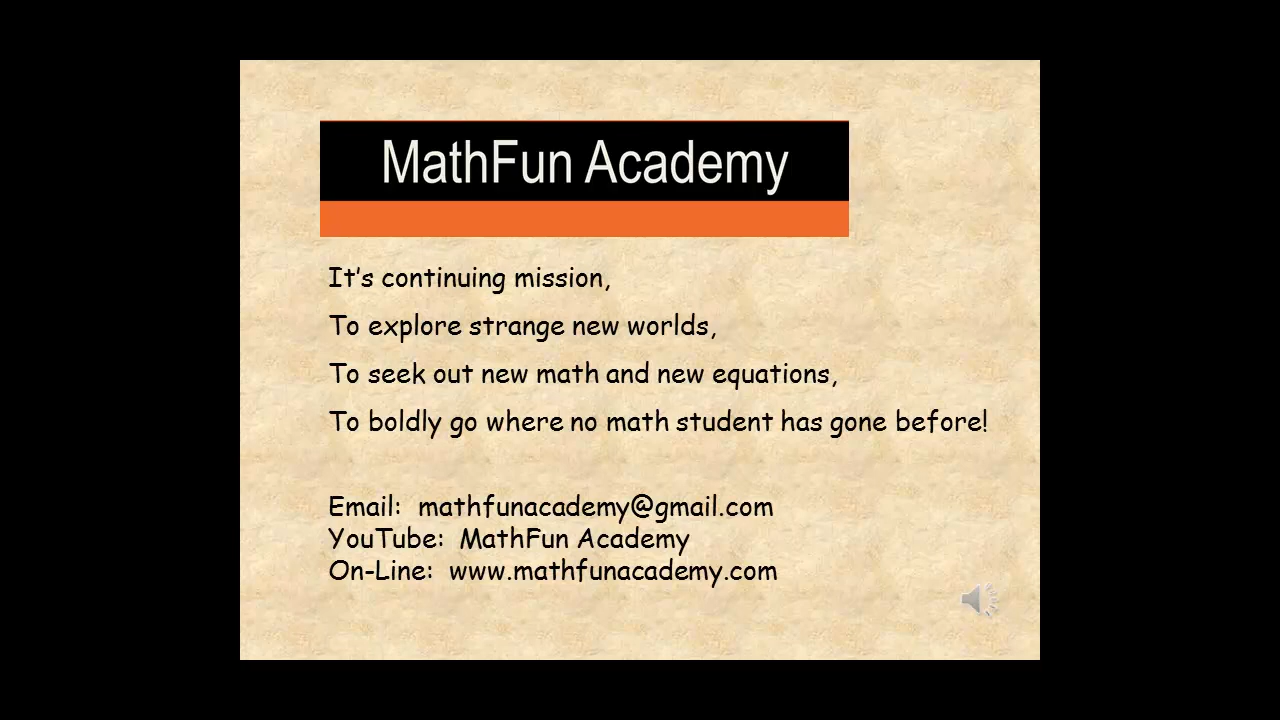 MathFun Academy
It's continuing mission,
To explore strange new worlds,
To seek out new math and new equations,
To boldly go where no math student has gone before!
Email:  mathfunacademy@gmail.com
YouTube:  MathFun Academy
On-Line:  www.mathfunacademy.com